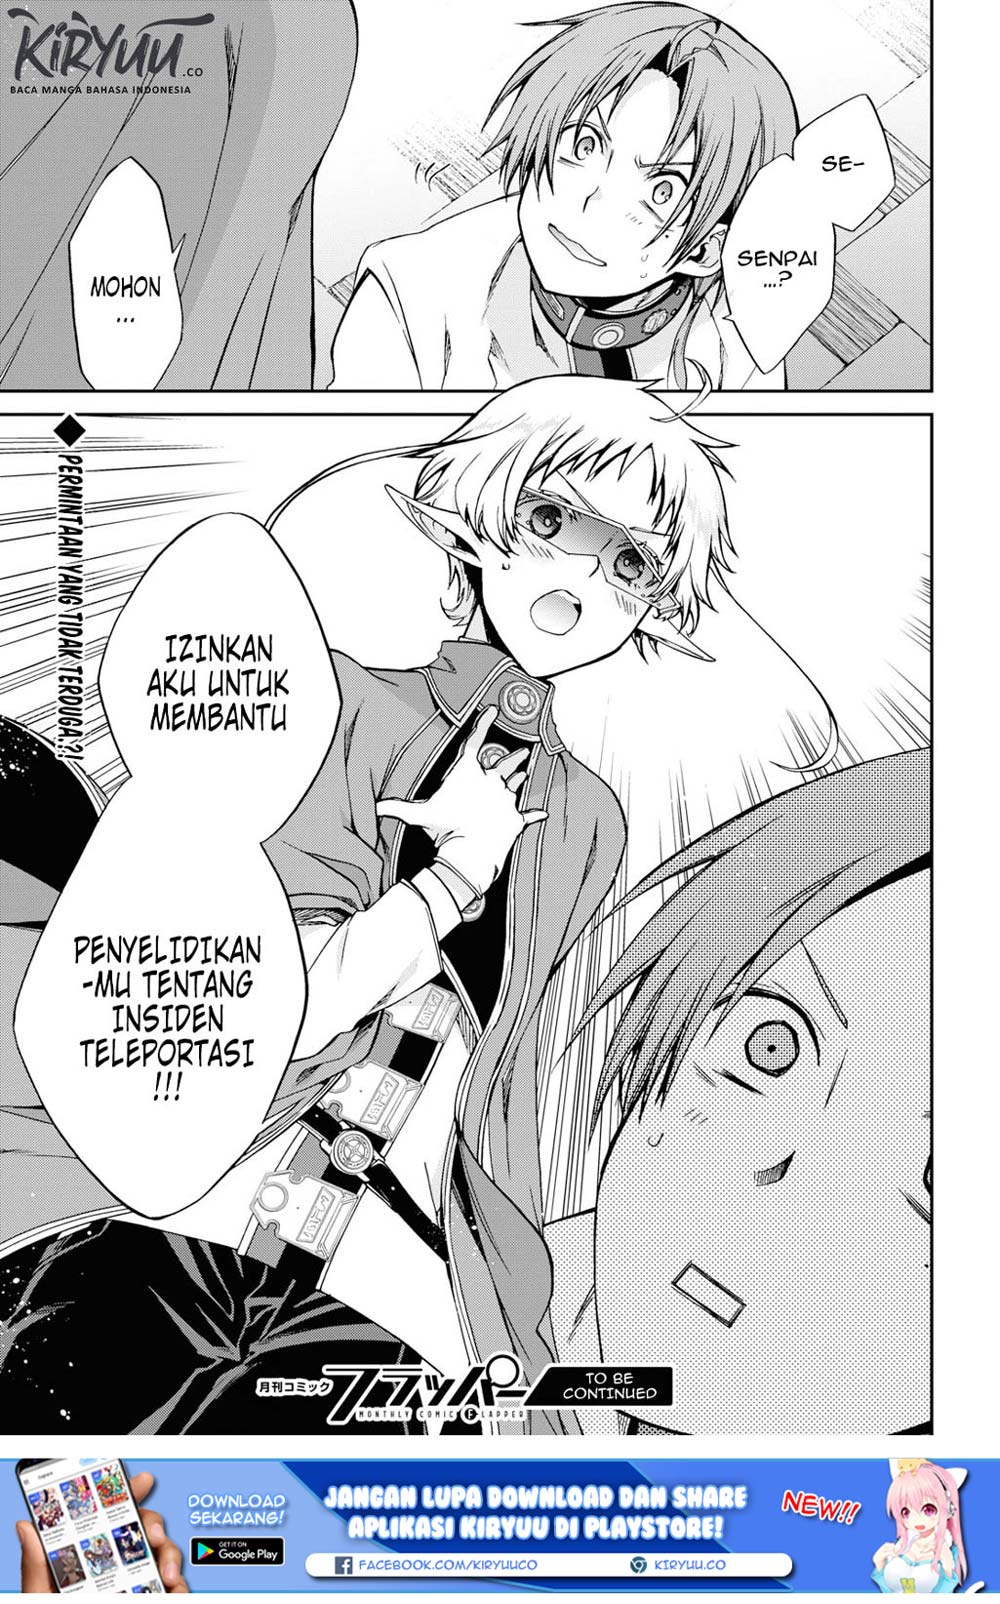 KIRYUU.CO
BACA MANGA BAHASA INDONESIA
SE-
SENPAI
...?
MOHON
...
PERMINTAAN YANG TIDAK TERDUGA?!
IZINKAN
AKU UNTUK
MEMBANTU
PENYELIDIKAN
-MU TENTANG
INSIDEN
TELEPORTASI
!!!
月刊コミック
フラッパー
MONTHLY COMIC FLAPPER
TO BE
CONTINUED
DOWNLOAD
SEKARANG!
GET IT ON
Google Play
JANGAN LUPA DOWNLOAD DAN SHARE
APLIKASI KIRYUU DI PLAYSTORE!
NEW!!
FACEBOOK.COM/KIRYUUCO
KIRYUU.CO